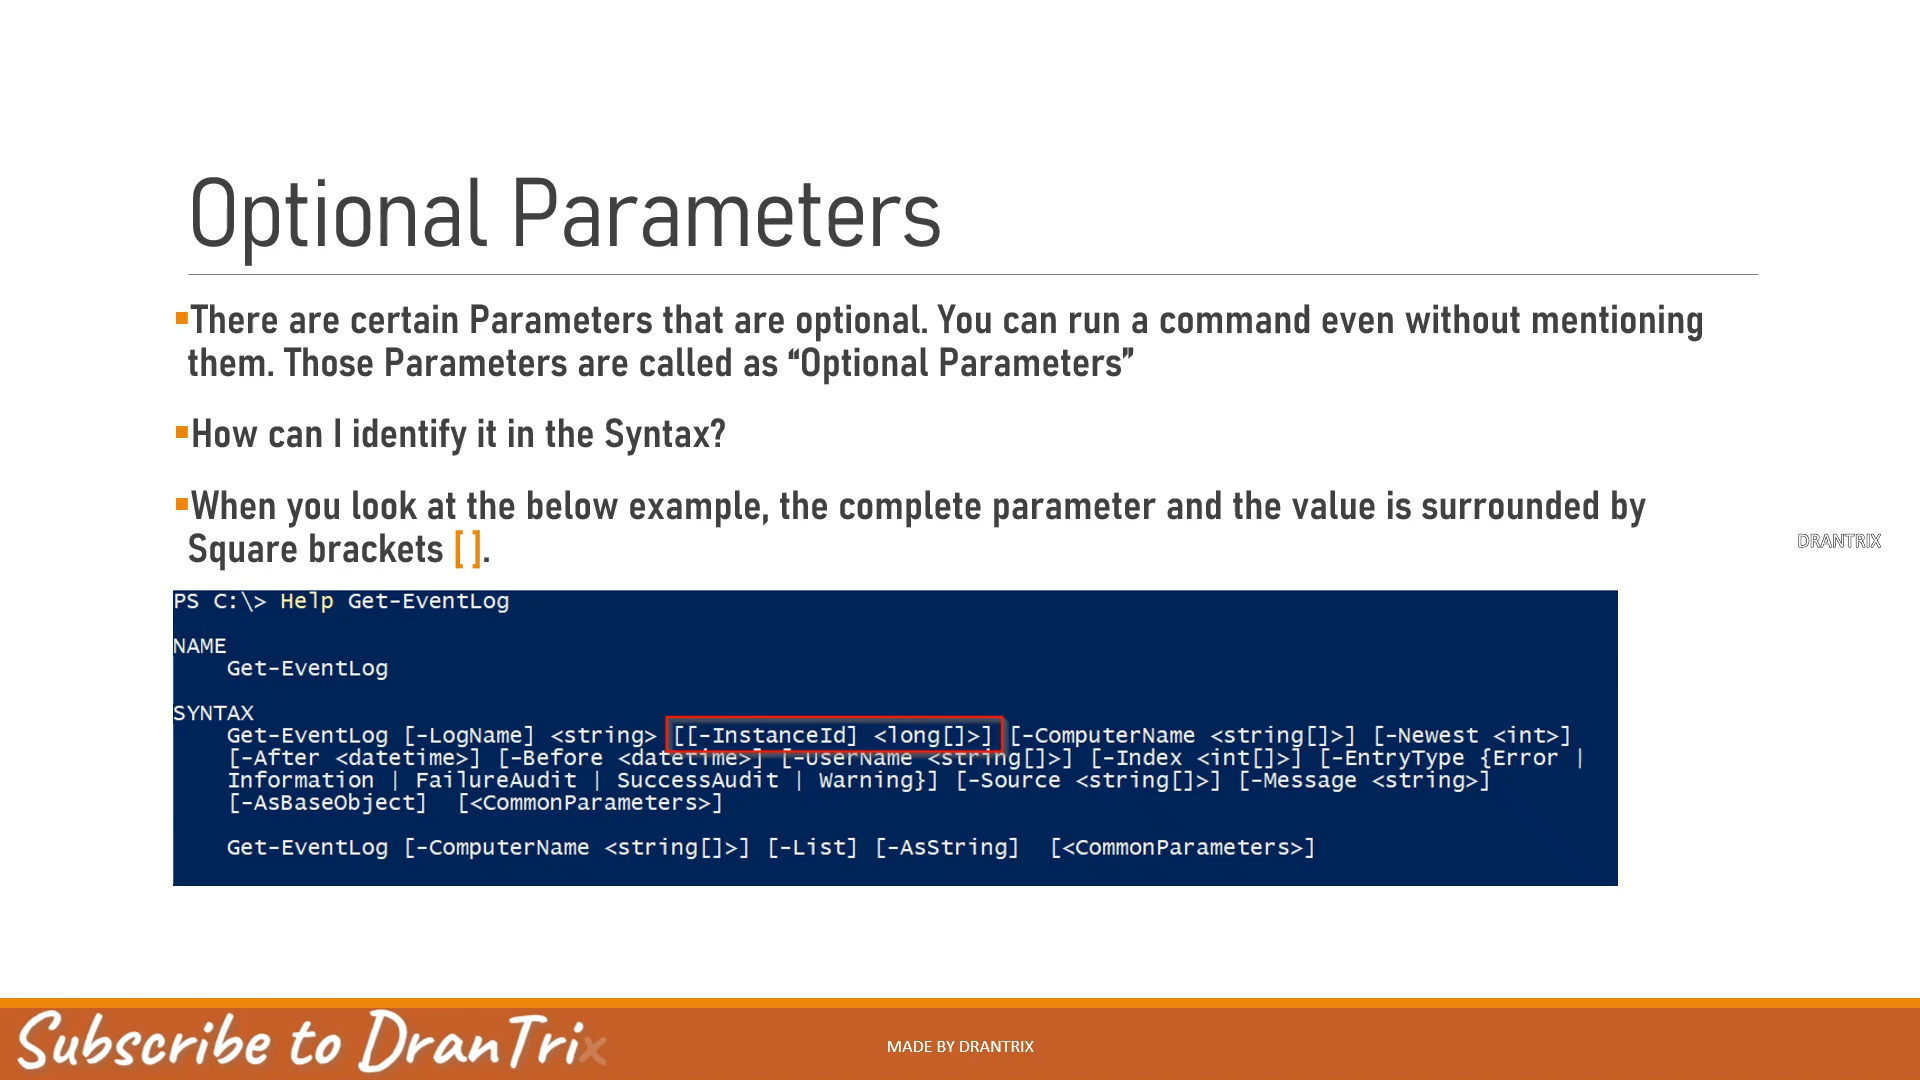 Optional Parameters
▪There are certain Parameters that are optional. You can run a command even without mentioning
them. Those Parameters are called as “Optional Parameters”
▪How can I identify it in the Syntax?
▪When you look at the below example, the complete parameter and the value is surrounded by
Square brackets [ ].
DRANTRIX
PS C:\> Help Get-EventLog
NAME
Get-EventLog
SYNTAX
Get-EventLog [-LogName] <string> [[-InstanceId] <long[]>] [-ComputerName <string[]>] [-Newest <int>]
[-After <datetime>] [-Before <datetime>] [-UserName <string[]>] [-Index <int[]>] [-EntryType {Error |
Information | FailureAudit | SuccessAudit | Warning}] [-Source <string[]>] [-Message <string>]
[-AsBaseObject] [<CommonParameters>]
Get-EventLog [-ComputerName <string[]>] [-List] [-AsString] [<CommonParameters>]
Subscribe to DranTrix
MADE BY DRANTRIX